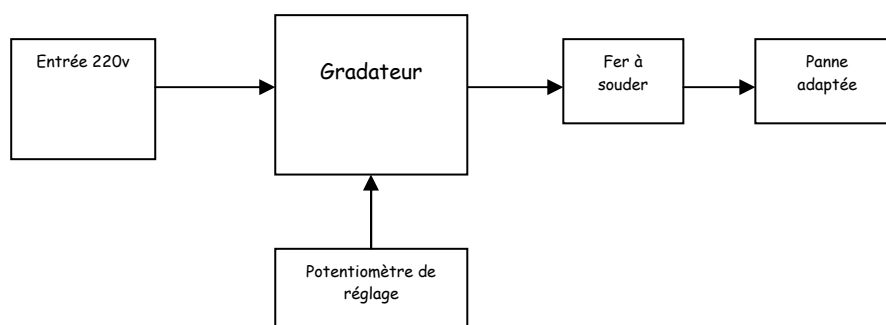 Entrée 220v
Gradateur
Fer à
souder
Panne
adaptée
Potentiomètre de
réglage